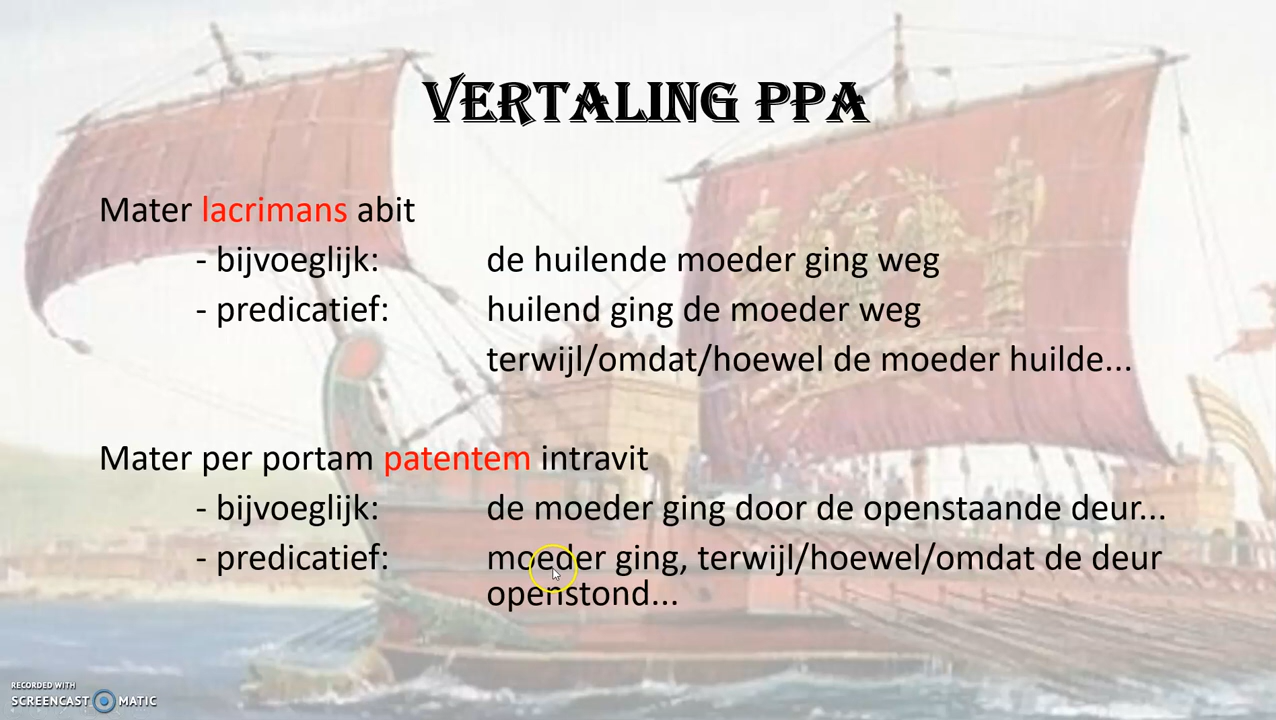 VERTALING PPA
Mater lacrimans abit
- bijvoeglijk: de huilende moeder ging weg
- predicatief: huilend ging de moeder weg
terwijl/omdat/hoewel de moeder huilde...
Mater per portam patentem intravit
- bijvoeglijk: de moeder ging door de openstaande deur...
- predicatief: moeder ging, terwijl/hoewel/omdat de deur
openstond...
RECORDED WITH
SCREENCAST MATIC